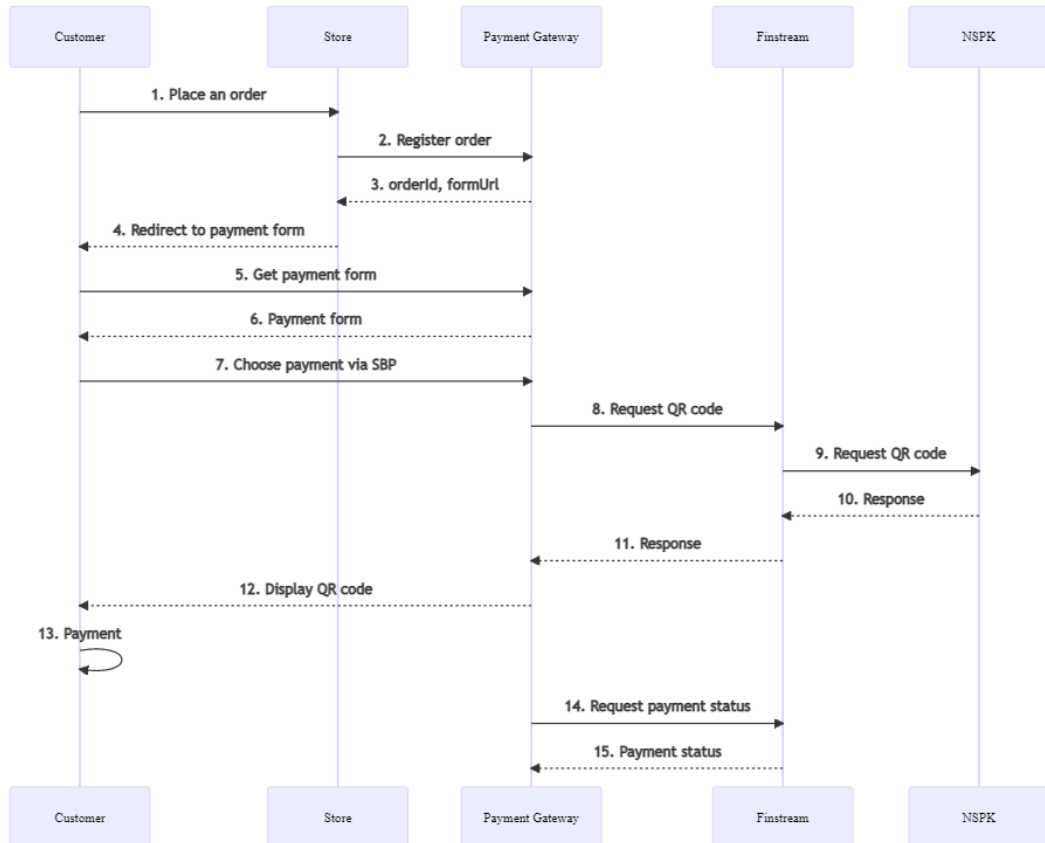 Customer
Store
Payment Gateway
Finstream
NSPK
1. Place an order
2. Register order
3. orderId, formUrl
4. Redirect to payment form
5. Get payment form
6. Payment form
7. Choose payment via SBP
8. Request QR code
9. Request QR code
10. Response
11. Response
12. Display QR code
13. Payment
14. Request payment status
15. Payment status
Customer
Store
Payment Gateway
Finstream
NSPK